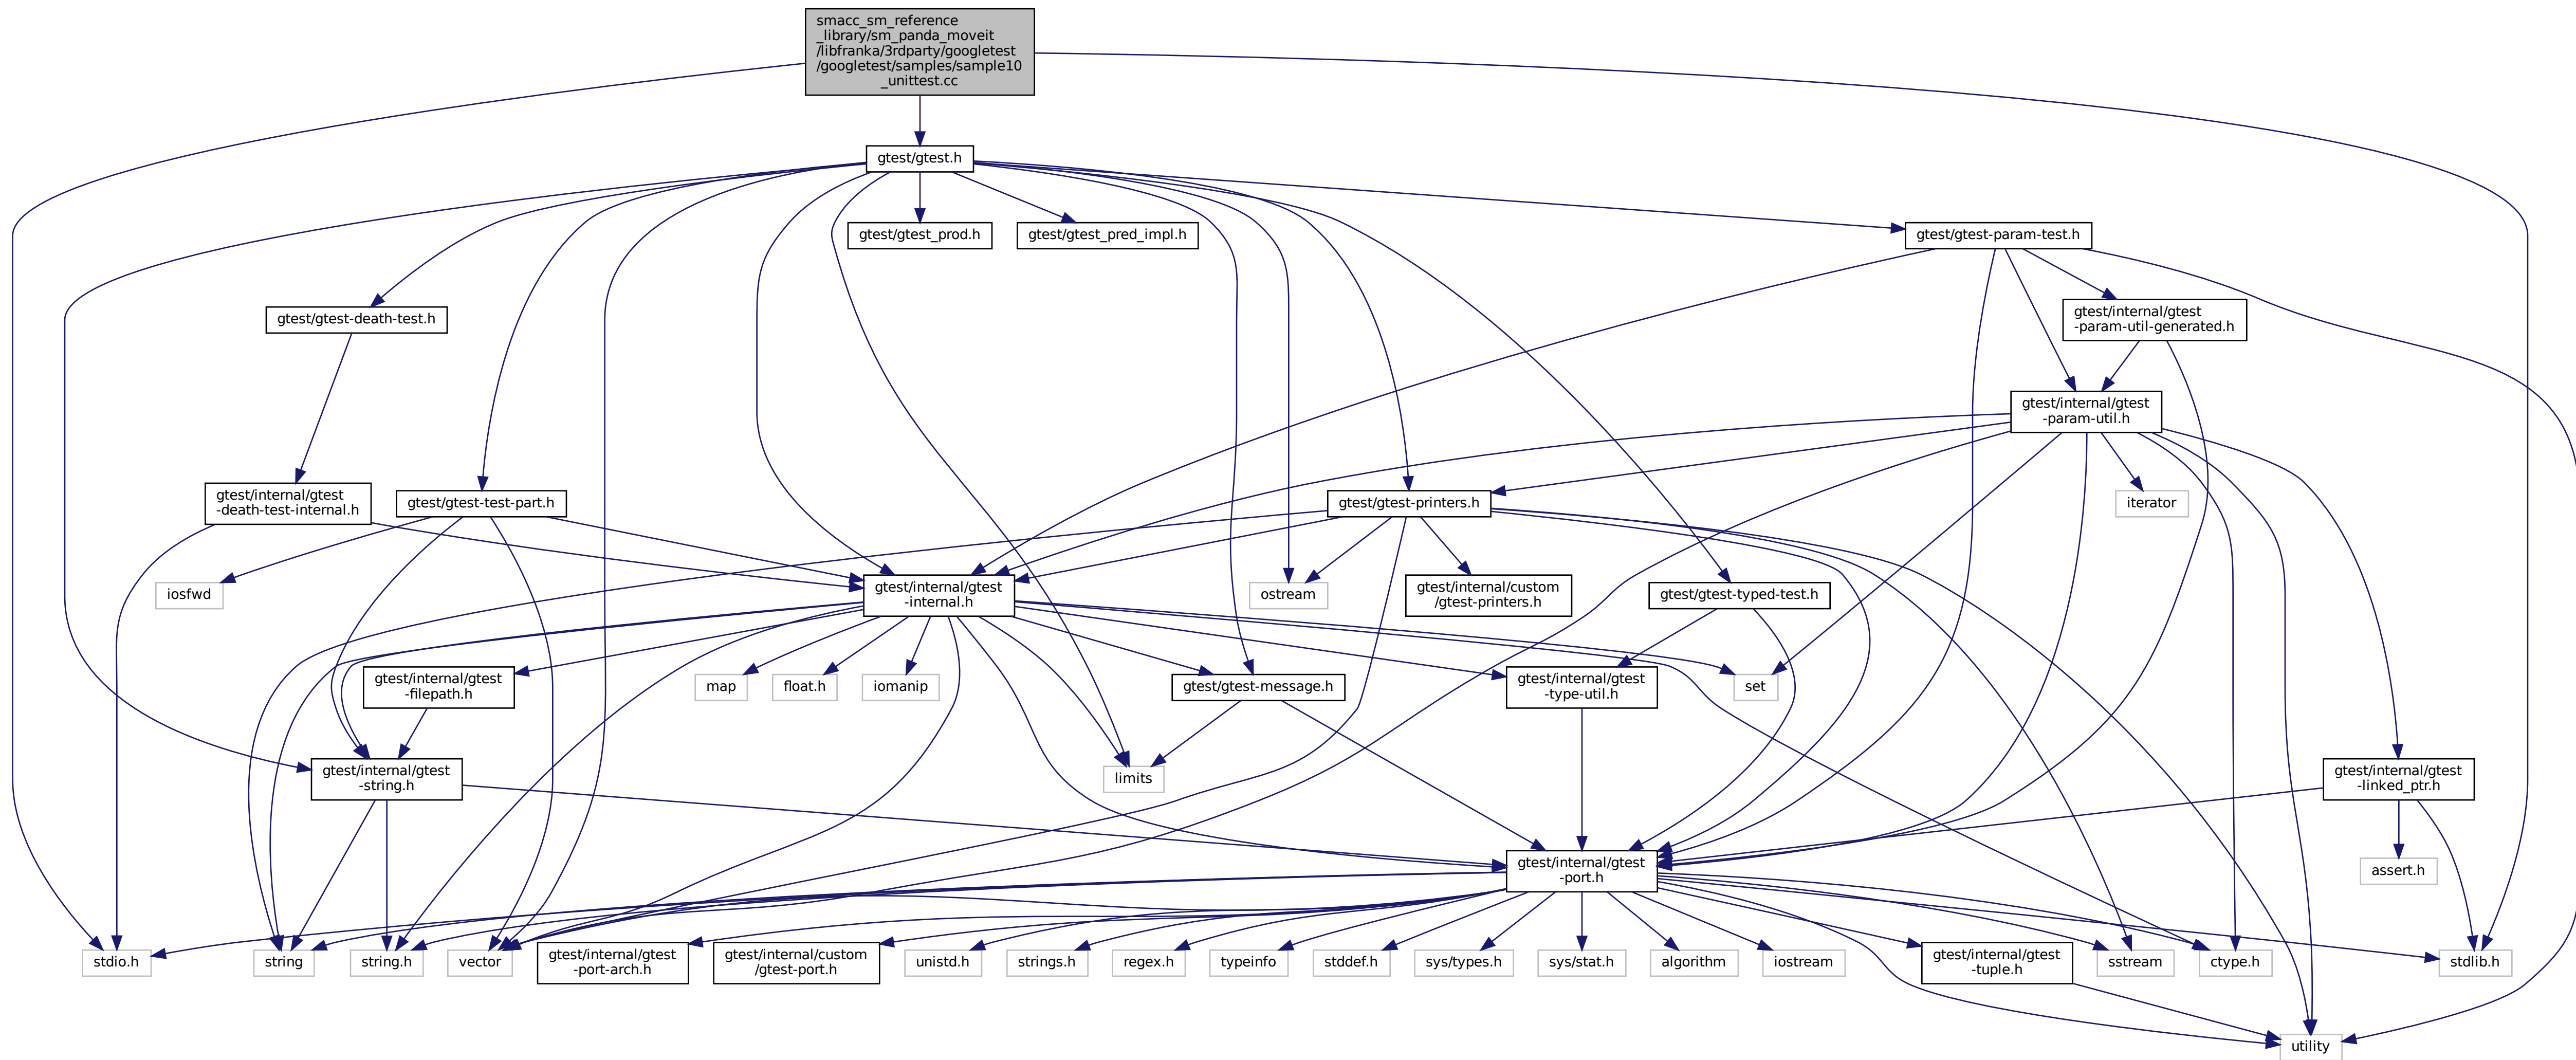 smacc_sm_reference
_library/sm_panda_moveit
/libfranka/3rdparty/googletest
/googletest/samples/sample10
_unittest.cc
gtest/gtest.h
gtest/gtest_prod.h
gtest/gtest_pred_impl.h
gtest/gtest-param-test.h
gtest/gtest-death-test.h
gtest/internal/gtest
-param-util-generated.h
gtest/internal/gtest
-param-util.h
gtest/internal/gtest
-death-test-internal.h
gtest/gtest-test-part.h
gtest/gtest-printers.h
iterator
iosfwd
gtest/internal/gtest
-internal.h
ostream
gtest/internal/custom
/gtest-printers.h
gtest/gtest-typed-test.h
gtest/internal/gtest
-filepath.h
map
float.h
iomanip
gtest/gtest-message.h
gtest/internal/gtest
-type-util.h
set
gtest/internal/gtest
-string.h
limits
gtest/internal/gtest
-linked_ptr.h
gtest/internal/gtest
-port.h
assert.h
stdio.h
string
string.h
vector
gtest/internal/gtest
-port-arch.h
gtest/internal/custom
/gtest-port.h
unistd.h
strings.h
regex.h
typeinfo
stddef.h
sys/types.h
sys/stat.h
algorithm
iostream
gtest/internal/gtest
-tuple.h
sstream
ctype.h
stdlib.h
utility